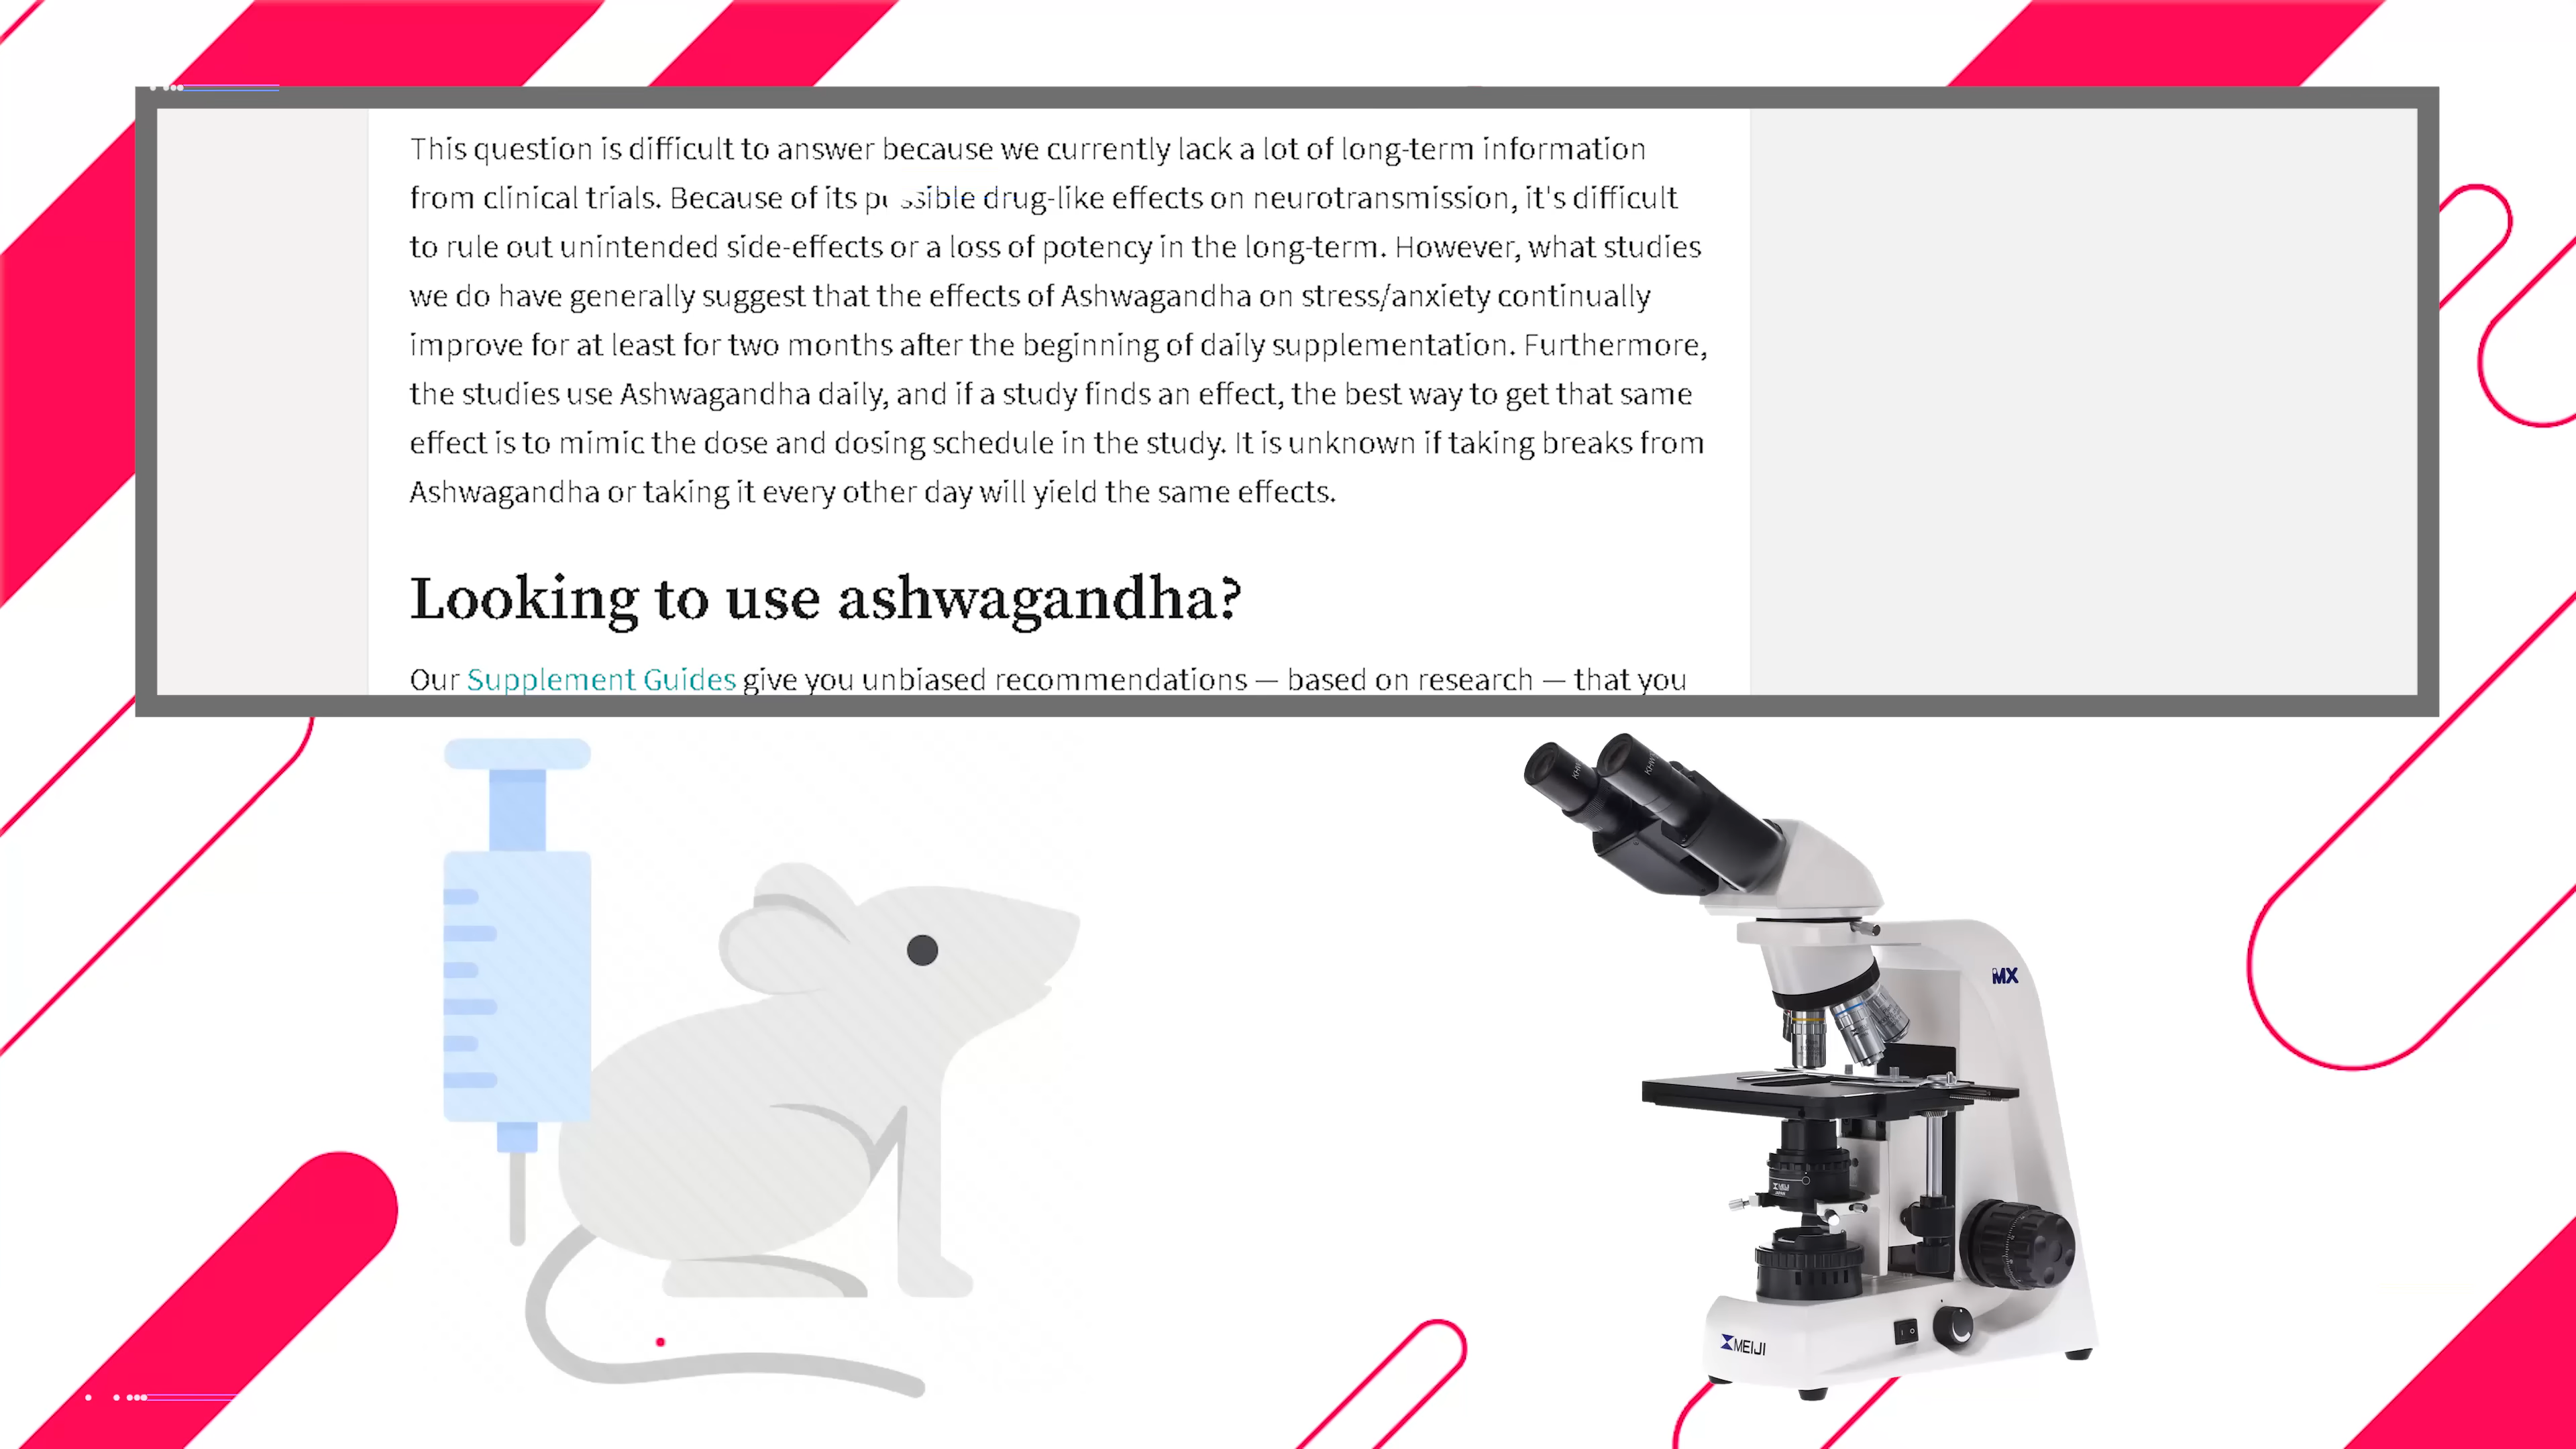 This question is difficult to answer because we currently lack a lot of long-term information
from clinical trials. Because of its possible drug-like effects on neurotransmission, it's difficult
to rule out unintended side-effects or a loss of potency in the long-term. However, what studies
we do have generally suggest that the effects of Ashwagandha on stress/anxiety continually
improve for at least for two months after the beginning of daily supplementation. Furthermore,
the studies use Ashwagandha daily, and if a study finds an effect, the best way to get that same
effect is to mimic the dose and dosing schedule in the study. It is unknown if taking breaks from
Ashwagandha or taking it every other day will yield the same effects.
Looking to use ashwagandha?
Our Supplement Guides give you unbiased recommendations — based on research — that you
MX
MEIJI